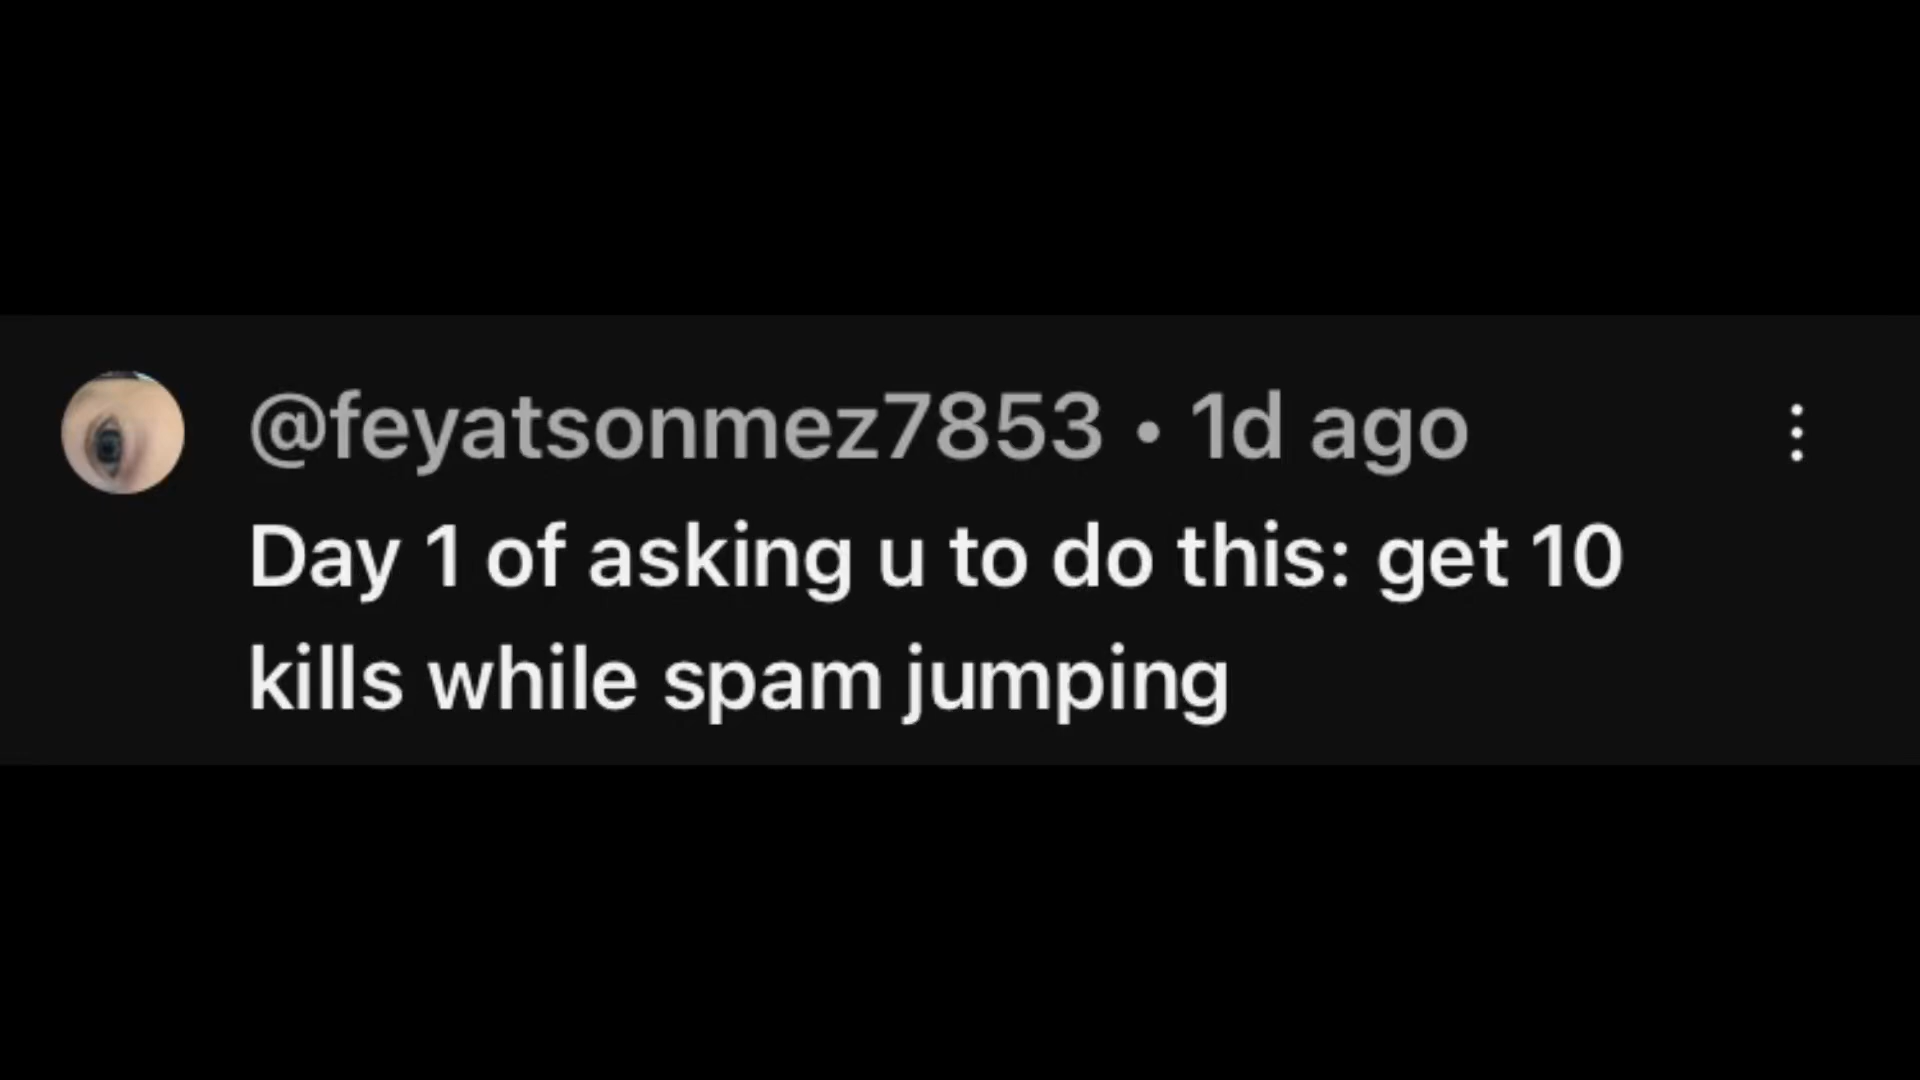 @feyatsonmez7853 • 1d ago
Day 1 of asking u to do this: get 10
kills while spam jumping